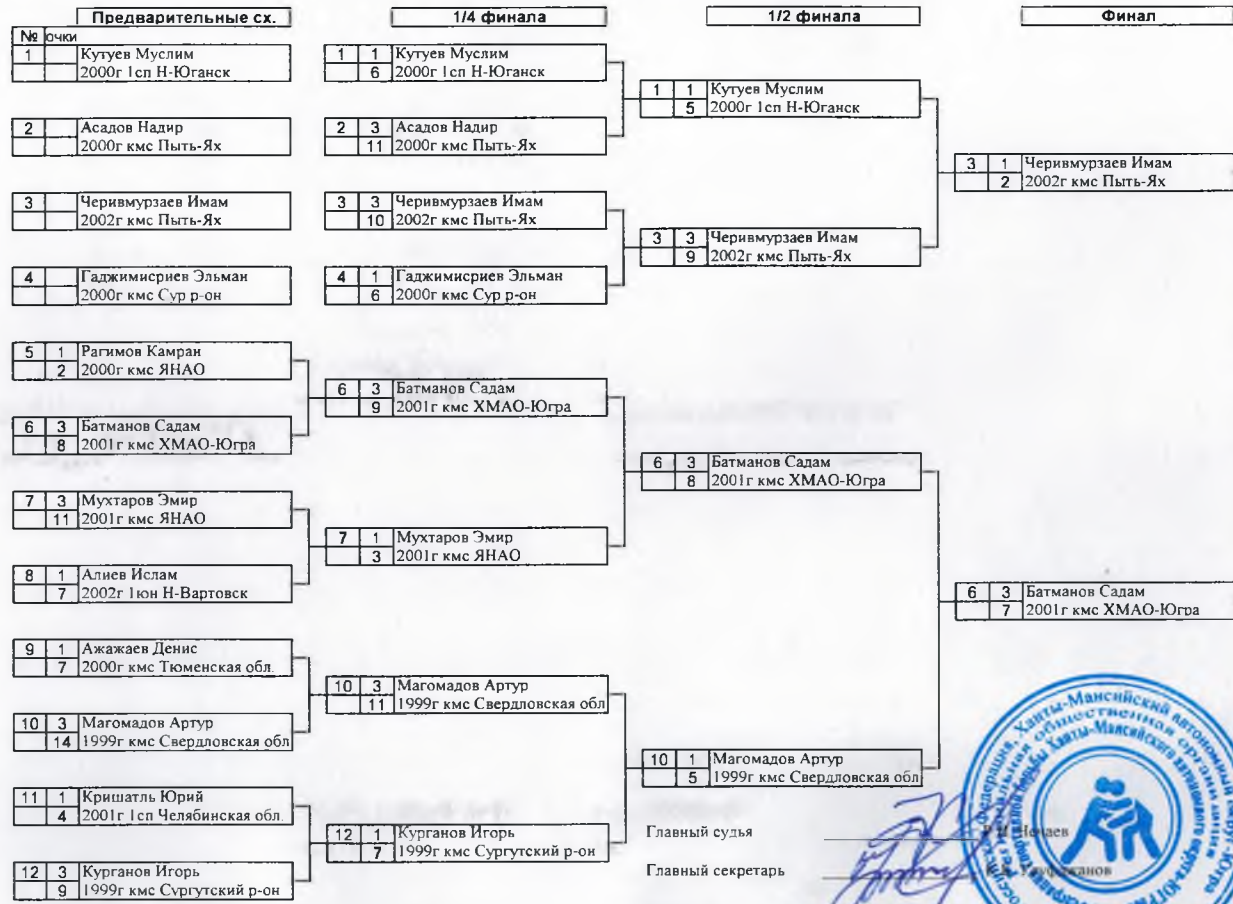 Предварительные сх.
1/4 финала
1/2 финала
Финал
№ очки
1 Кутуев Муслим
2000г 1сп Н-Юганск
2 Асадов Надир
2000г кмс Пыть-Ях
3 Черивмурзаев Имам
2002г кмс Пыть-Ях
4 Гаджимисриев Эльман
2000г кмс Сур р-он
5 1 Рагимов Камран
2 2000г кмс ЯНАО
6 3 Батманов Садам
8 2001г кмс ХМАО-Югра
7 3 Мухтаров Эмир
11 2001г кмс ЯНАО
8 1 Алиев Ислам
7 2002г 1юн Н-Вартовск
9 1 Ажажаев Денис
7 2000г кмс Тюменская обл.
10 3 Магомадов Артур
14 1999г кмс Свердловская обл
11 1 Кришатль Юрий
4 2001г 1сп Челябинская обл.
12 3 Курганов Игорь
9 1999г кмс Сургутский р-он
1 1 Кутуев Муслим
6 2000г 1сп Н-Юганск
2 3 Асадов Надир
11 2000г кмс Пыть-Ях
3 3 Черивмурзаев Имам
10 2002г кмс Пыть-Ях
4 1 Гаджимисриев Эльман
6 2000г кмс Сур р-он
6 3 Батманов Садам
9 2001г кмс ХМАО-Югра
7 1 Мухтаров Эмир
3 2001г кмс ЯНАО
10 3 Магомадов Артур
11 1999г кмс Свердловская обл
12 1 Курганов Игорь
7 1999г кмс Сургутский р-он
1 1 Кутуев Муслим
5 2000г 1сп Н-Юганск
3 3 Черивмурзаев Имам
9 2002г кмс Пыть-Ях
6 3 Батманов Садам
8 2001г кмс ХМАО-Югра
10 1 Магомадов Артур
5 1999г кмс Свердловская обл
3 1 Черивмурзаев Имам
2 2002г кмс Пыть-Ях
6 3 Батманов Садам
7 2001г кмс ХМАО-Югра
Главный судья
Главный секретарь
Ханты-Мансийский автономный округ - Югра
общественная организация